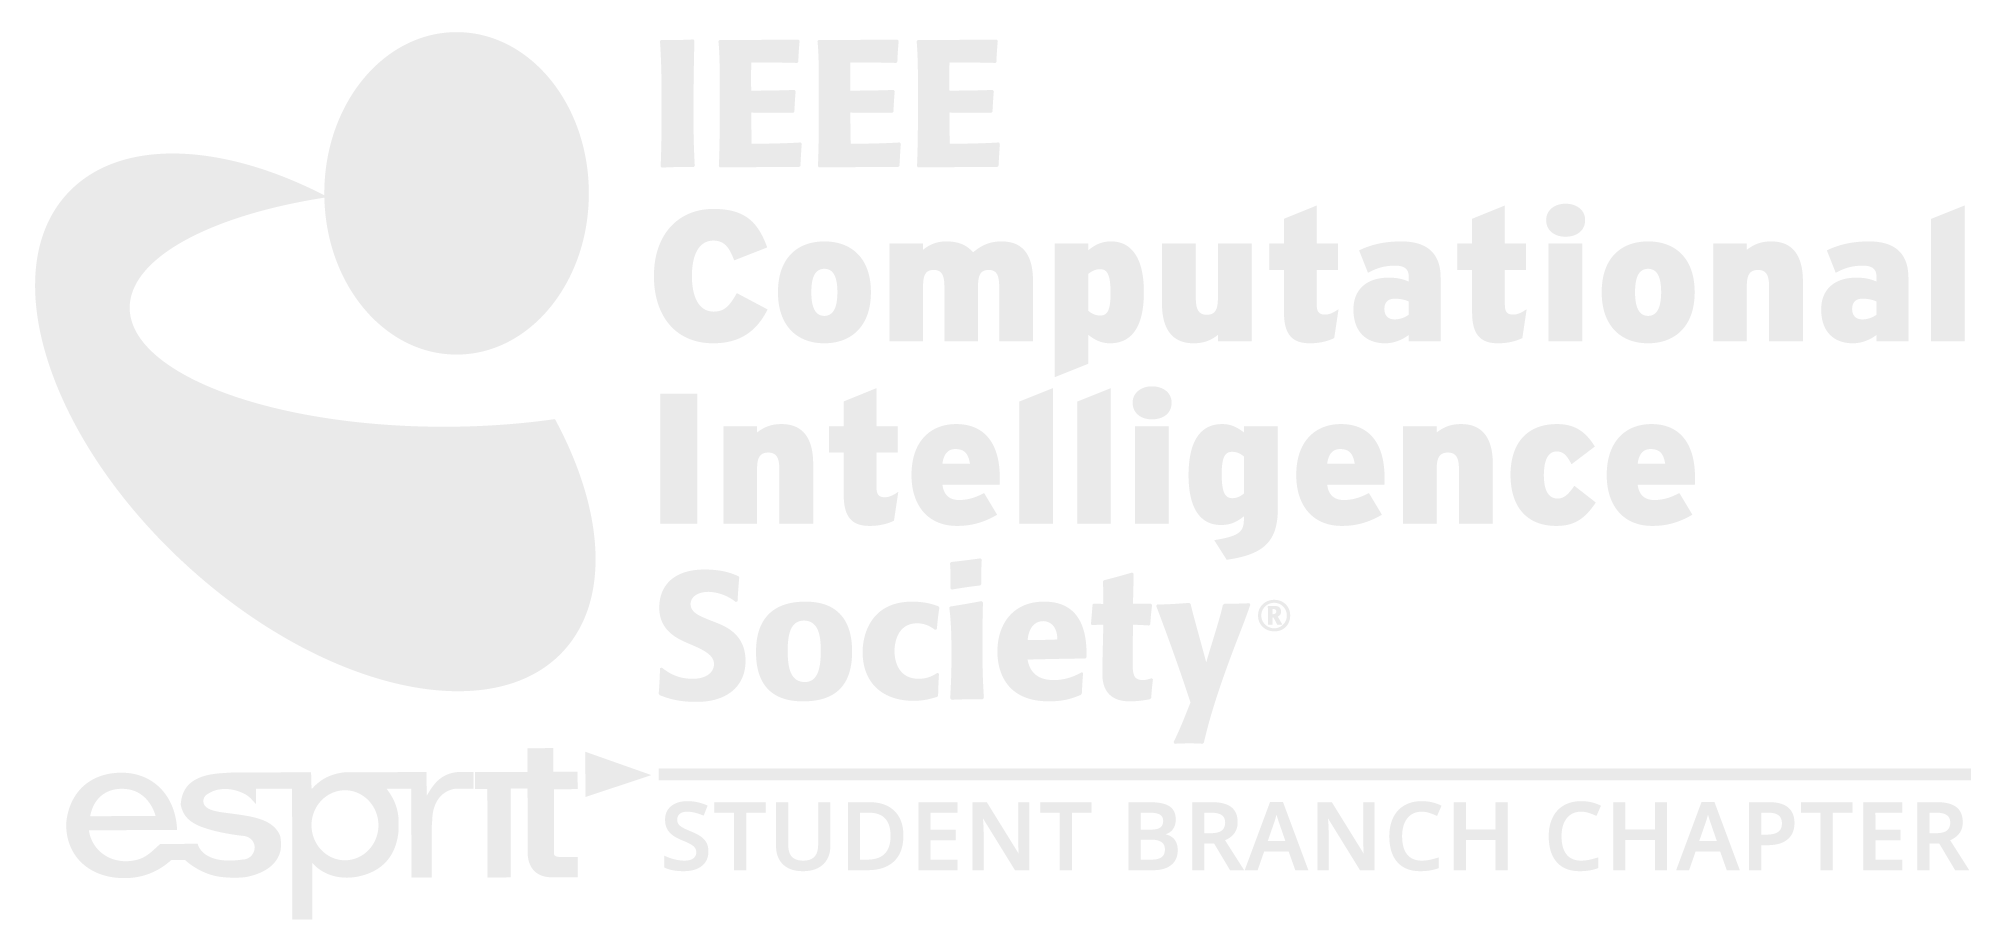 IEEE
Computational
Intelligence
Society®
esprit
STUDENT BRANCH CHAPTER